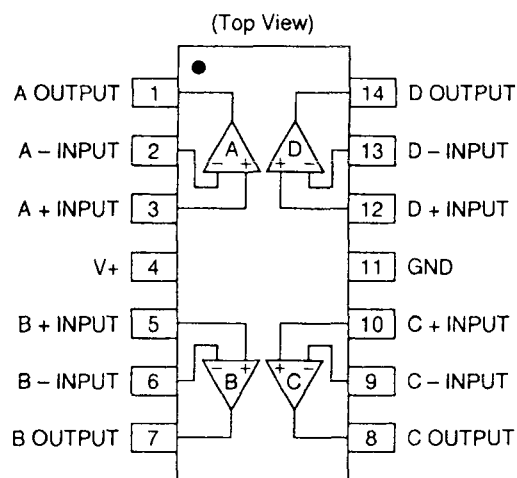 (Top View)
A OUTPUT 1 14 D OUTPUT
A – INPUT 2 A D 13 D – INPUT
– + + –
A + INPUT 3 12 D + INPUT
V+ 4 11 GND
B + INPUT 5 10 C + INPUT
– + + –
B – INPUT 6 B C 9 C – INPUT
B OUTPUT 7 8 C OUTPUT